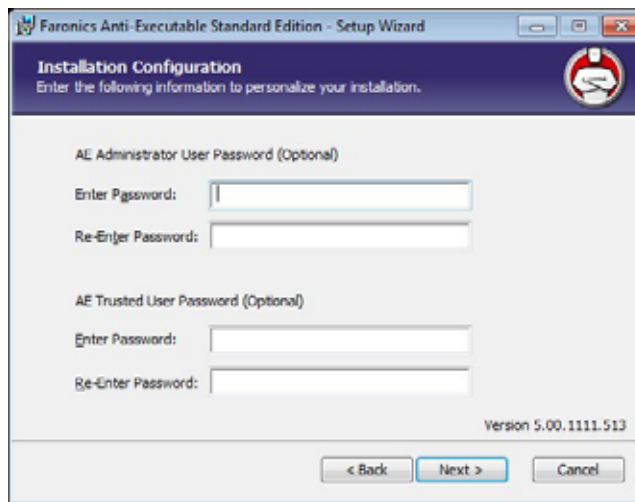 Faronics Anti-Executable Standard Edition - Setup Wizard
Installation Configuration
Enter the following information to personalize your installation.
AE Administrator User Password (Optional)
Enter Password:
Re-Enter Password:
AE Trusted User Password (Optional)
Enter Password:
Re-Enter Password:
Version 5.00.1111.513
< Back Next > Cancel